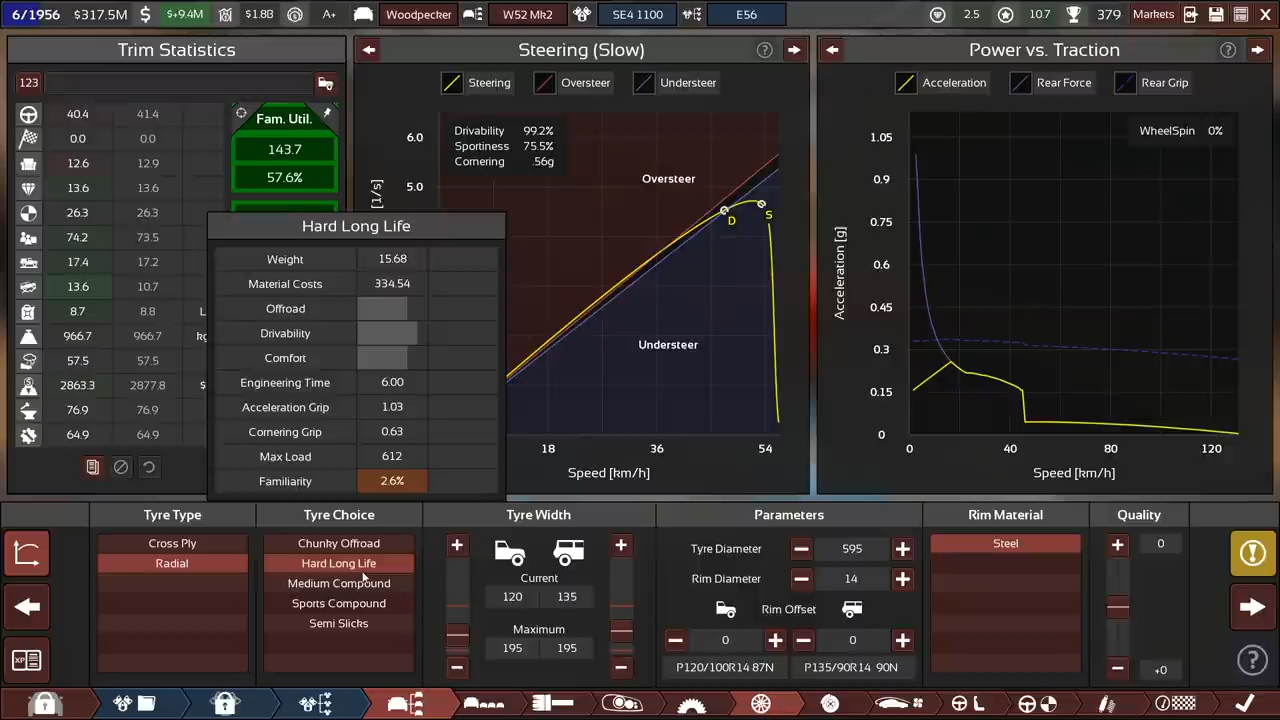 6/1956 $ $317.5M $+9.4M $1.8B A+ Woodpecker W52 Mk2 SE4 1100 E56 2.5 10.7 379 Markets
Trim Statistics
123
40.4 41.4
0.0 0.0
12.6 12.9
13.6 13.6
26.3 26.3
74.2 73.5
17.4 17.2
13.6 10.7
8.7 8.8 L
966.7 966.7 kg
57.5 57.5
2863.3 2877.8 $
76.9 76.9
64.9 64.9
Fam. Util.
143.7
57.6%
Hard Long Life
Weight 15.68
Material Costs 334.54
Offroad
Drivability
Comfort
Engineering Time 6.00
Acceleration Grip 1.03
Cornering Grip 0.63
Max Load 612
Familiarity 2.6%
Steering (Slow) ?
Steering Oversteer Understeer
Drivability 99.2%
Sportiness 75.5%
Cornering .56g
6.0
5.0
[1/s]
Oversteer
D
S
Understeer
18 36 54
Speed [km/h]
Power vs. Traction ?
Acceleration Rear Force Rear Grip
WheelSpin 0%
1.05
0.9
0.75
0.6
0.45
0.3
0.15
0
Acceleration [g]
0 40 80 120
Speed [km/h]
Tyre Type
Cross Ply
Radial
Tyre Choice
Chunky Offroad
Hard Long Life
Medium Compound
Sports Compound
Semi Slicks
Tyre Width
+ +
Current
120 135
Maximum
195 195
Parameters
Tyre Diameter 595
Rim Diameter 14
Rim Offset
0 0
P120/100R14 87N P135/90R14 90N
Rim Material
Steel
Quality
+ 0
+0
XP
?